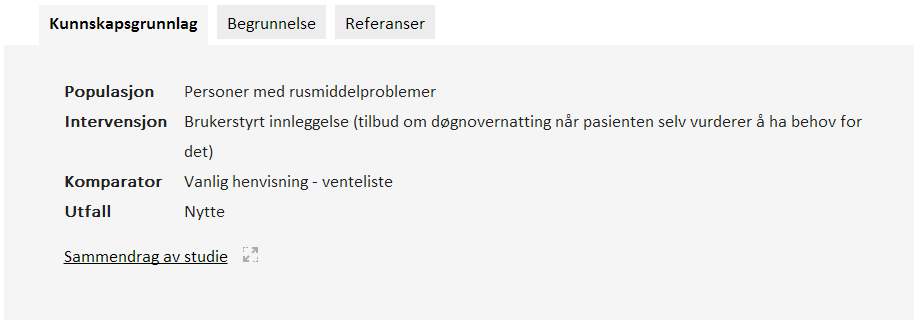 Kunnskapsgrunnlag Begrunnelse Referanser
Populasjon Personer med rusmiddelproblemer
Intervensjon Brukerstyrt innleggelse (tilbud om døgnovernatting når pasienten selv vurderer å ha behov for
det)
Komparator Vanlig henvisning - venteliste
Utfall Nytte
Sammendrag av studie